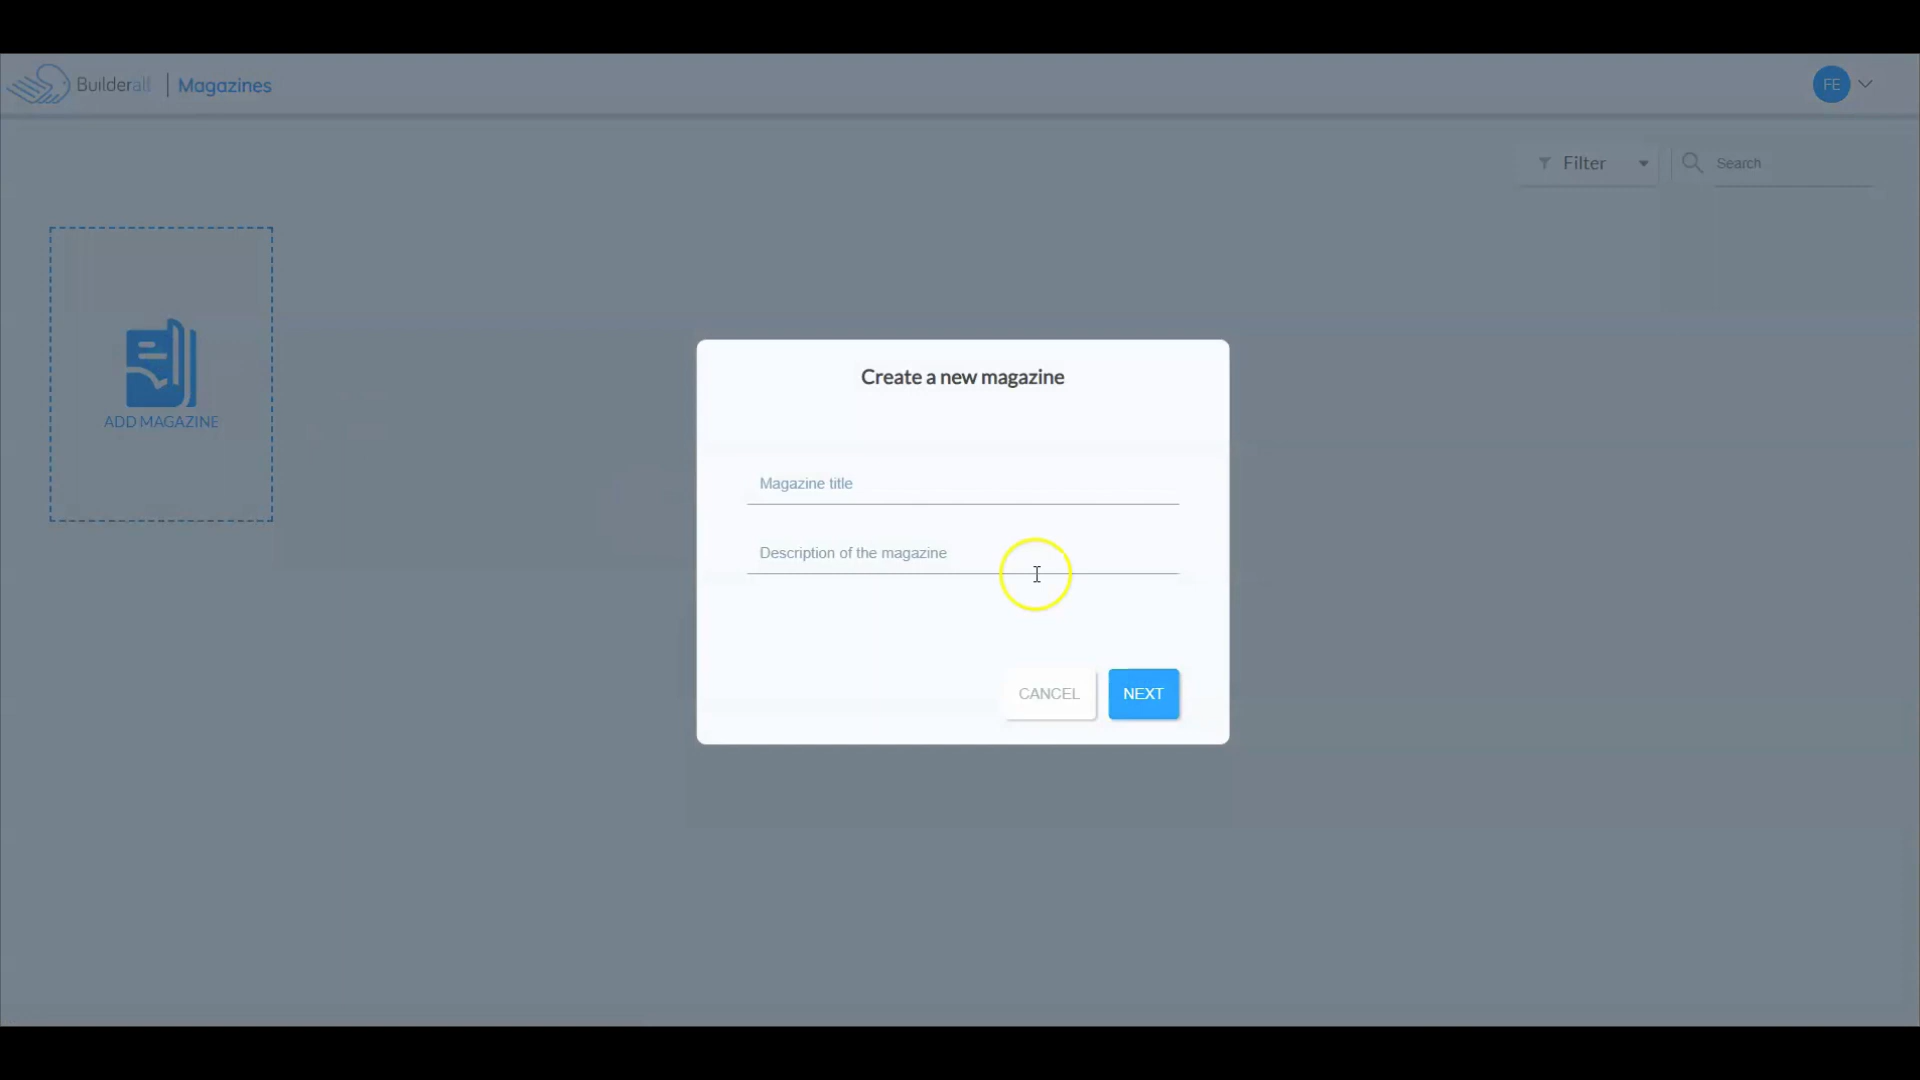 Builderall | Magazines
FE
Filter
Search
ADD MAGAZINE
Create a new magazine
Magazine title
Description of the magazine
CANCEL
NEXT